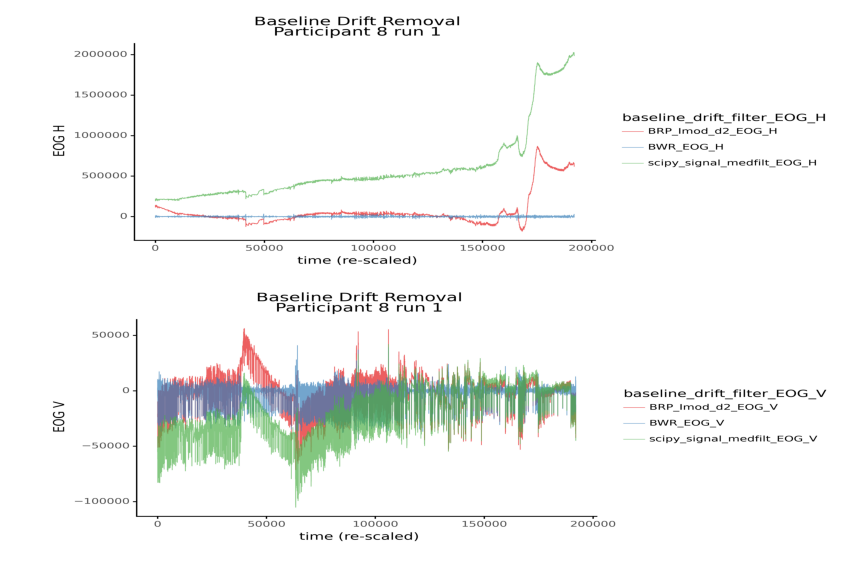 Baseline Drift Removal
Participant 8 run 1
2000000
1500000
1000000
500000
0
EOG H
0
50000
100000
150000
200000
time (re-scaled)
baseline_drift_filter_EOG_H
BRP_lmod_d2_EOG_H
BWR_EOG_H
scipy_signal_medfilt_EOG_H
Baseline Drift Removal
Participant 8 run 1
50000
0
−50000
−100000
EOG V
0
50000
100000
150000
200000
time (re-scaled)
baseline_drift_filter_EOG_V
BRP_lmod_d2_EOG_V
BWR_EOG_V
scipy_signal_medfilt_EOG_V